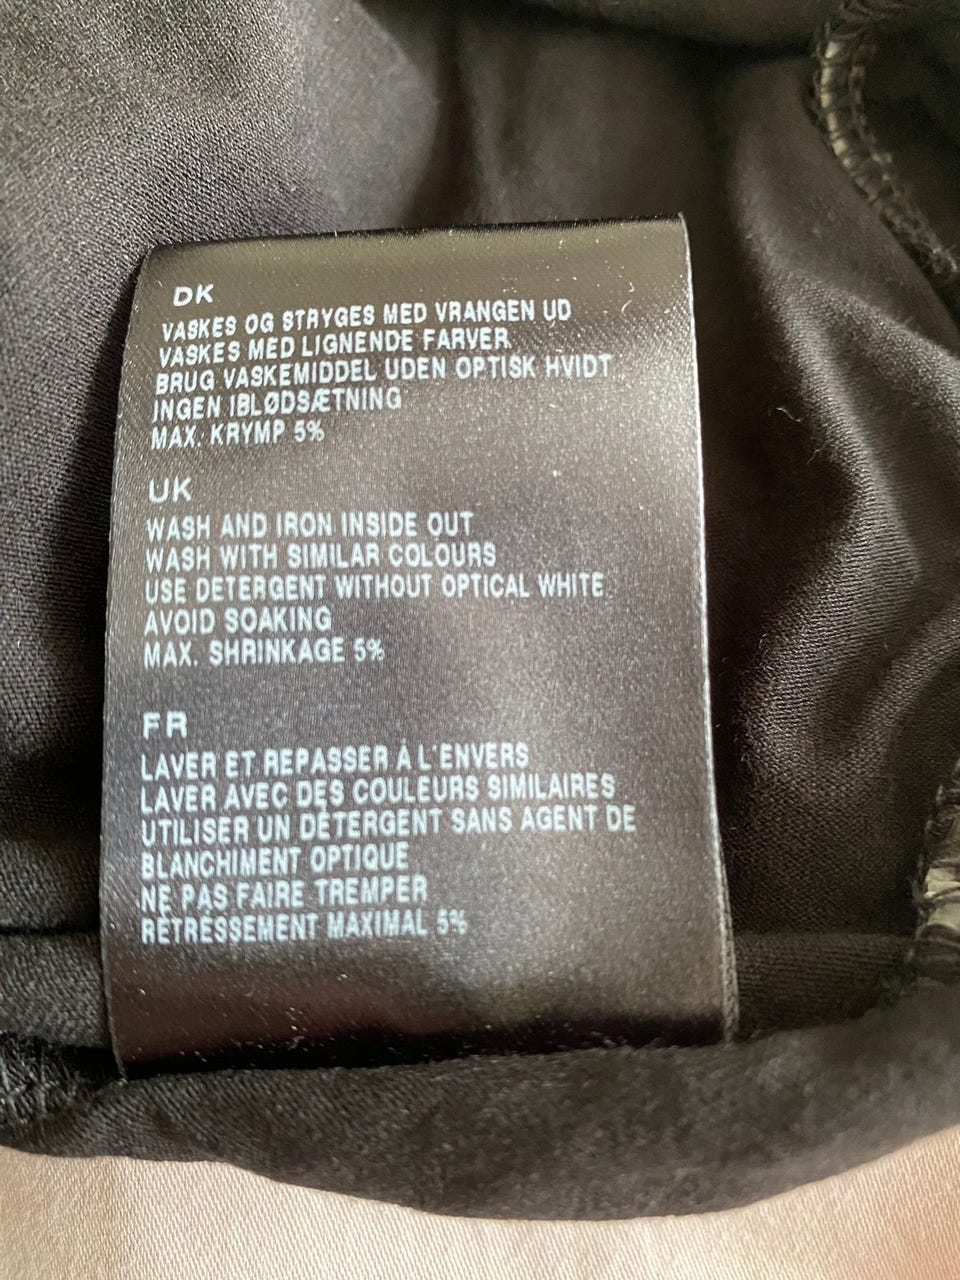 DK
VASKES OG STRYGES MED VRANGEN UD
VASKES MED LIGNENDE FARVER
BRUG VASKEMIDDEL UDEN OPTISK HVIDT
INGEN IBLØDSÆTNING
MAX. KRYMP 5%
UK
WASH AND IRON INSIDE OUT
WASH WITH SIMILAR COLOURS
USE DETERGENT WITHOUT OPTICAL WHITE
AVOID SOAKING
MAX. SHRINKAGE 5%
FR
LAVER ET REPASSER À L'ENVERS
LAVER AVEC DES COULEURS SIMILAIRES
UTILISER UN DÉTERGENT SANS AGENT DE
BLANCHIMENT OPTIQUE
NE PAS FAIRE TREMPER
RÉTRÉSSEMENT MAXIMAL 5%